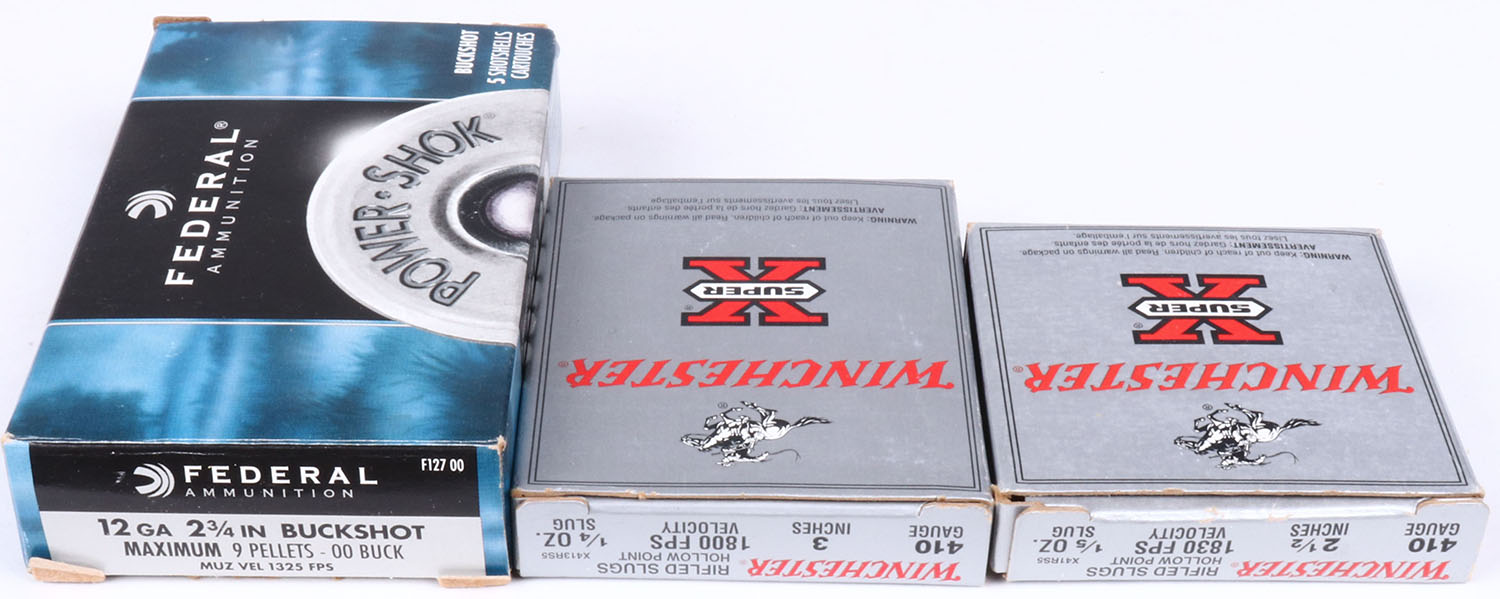 BUCKSHOT
5 SHOTSHELLS
CARTOUCHES
FEDERAL®
AMMUNITION
POWER·SHOK®
F127 00
FEDERAL
AMMUNITION
12 GA 2¾ IN BUCKSHOT
MAXIMUM 9 PELLETS - 00 BUCK
MUZ VEL 1325 FPS
WINCHESTER®
SUPER X®
WARNING: Keep out of reach of children. Read all warnings on package.
AVERTISSEMENT: Gardez hors de la portée des enfants.
Lisez tous les avertissements sur l'emballage.
WINCHESTER® RIFLED SLUGS
HOLLOW POINT X413RS5
410 GAUGE
3 INCHES
1800 FPS VELOCITY
1/4 OZ. SLUG
WINCHESTER®
SUPER X®
WARNING: Keep out of reach of children. Read all warnings on package.
AVERTISSEMENT: Gardez hors de la portée des enfants.
Lisez tous les avertissements sur l'emballage.
WINCHESTER® RIFLED SLUGS
HOLLOW POINT X41RS5
410 GAUGE
2½ INCHES
1830 FPS VELOCITY
1/5 OZ. SLUG